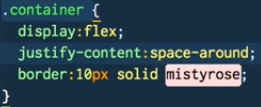 .container {
display:flex;
justify-content:space-around;
border:10px solid mistyrose;
}